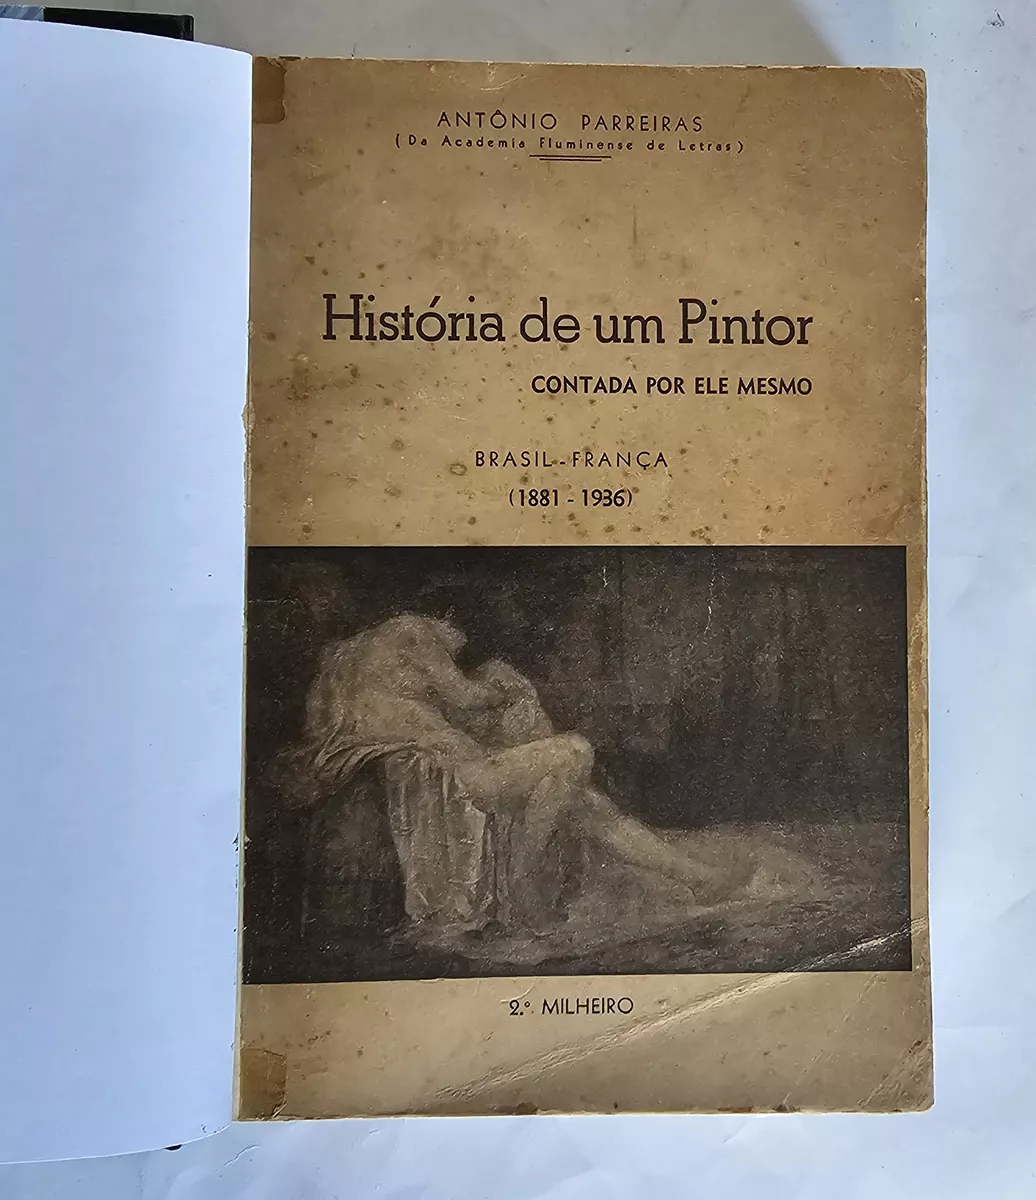 ANTÔNIO PARREIRAS
(Da Academia Fluminense de Letras)
História de um Pintor
CONTADA POR ELE MESMO
BRASIL-FRANÇA
(1881 - 1936)
2.º MILHEIRO